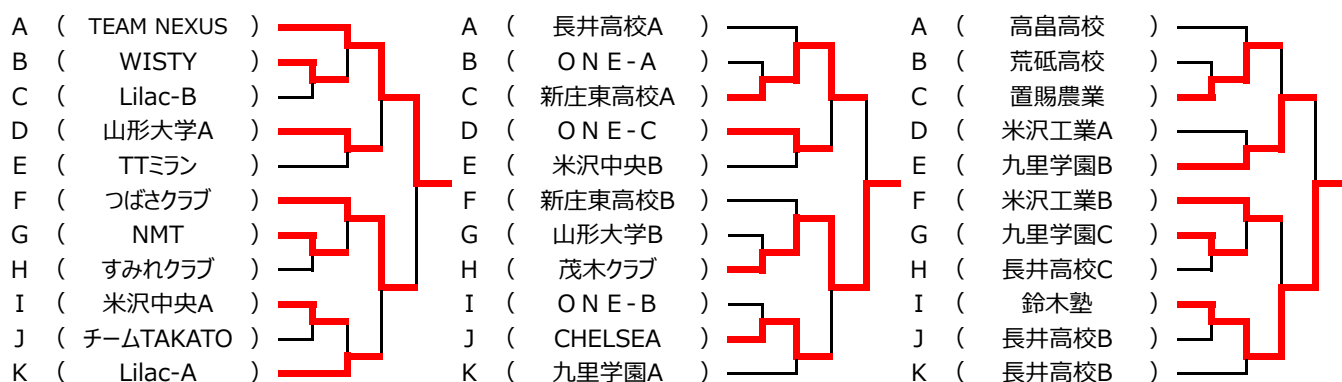 A ( TEAM NEXUS ) A ( 長井高校A ) A ( 高畠高校 )
B ( WISTY ) B ( ONE-A ) B ( 荒砥高校 )
C ( Lilac-B ) C ( 新庄東高校A ) C ( 置賜農業 )
D ( 山形大学A ) D ( ONE-C ) D ( 米沢工業A )
E ( TTミラン ) E ( 米沢中央B ) E ( 九里学園B )
F ( つばさクラブ ) F ( 新庄東高校B ) F ( 米沢工業B )
G ( NMT ) G ( 山形大学B ) G ( 九里学園C )
H ( すみれクラブ ) H ( 茂木クラブ ) H ( 長井高校C )
I ( 米沢中央A ) I ( ONE-B ) I ( 鈴木塾 )
J ( チームTAKATO ) J ( CHELSEA ) J ( 長井高校B )
K ( Lilac-A ) K ( 九里学園A ) K ( 長井高校B )